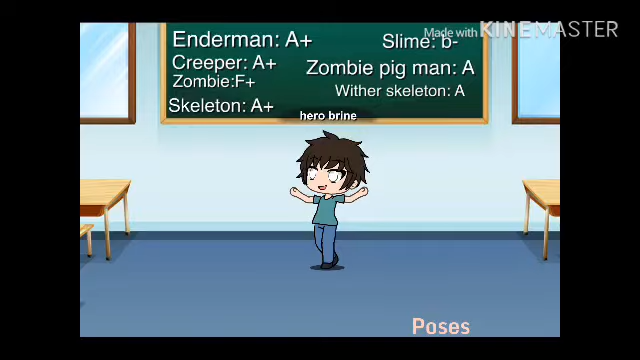 Made with KINEMASTER
Enderman: A+
Creeper: A+
Zombie:F+
Skeleton: A+
Slime: b-
Zombie pig man: A
Wither skeleton: A
hero brine
Poses